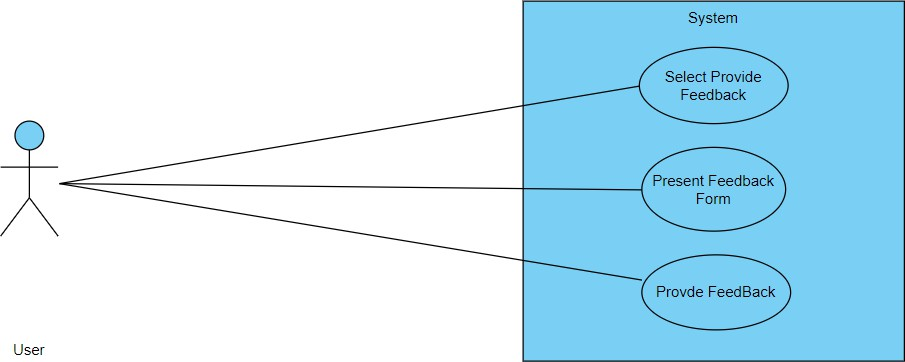 System
Select Provide
Feedback
Present Feedback
Form
Provde FeedBack
User